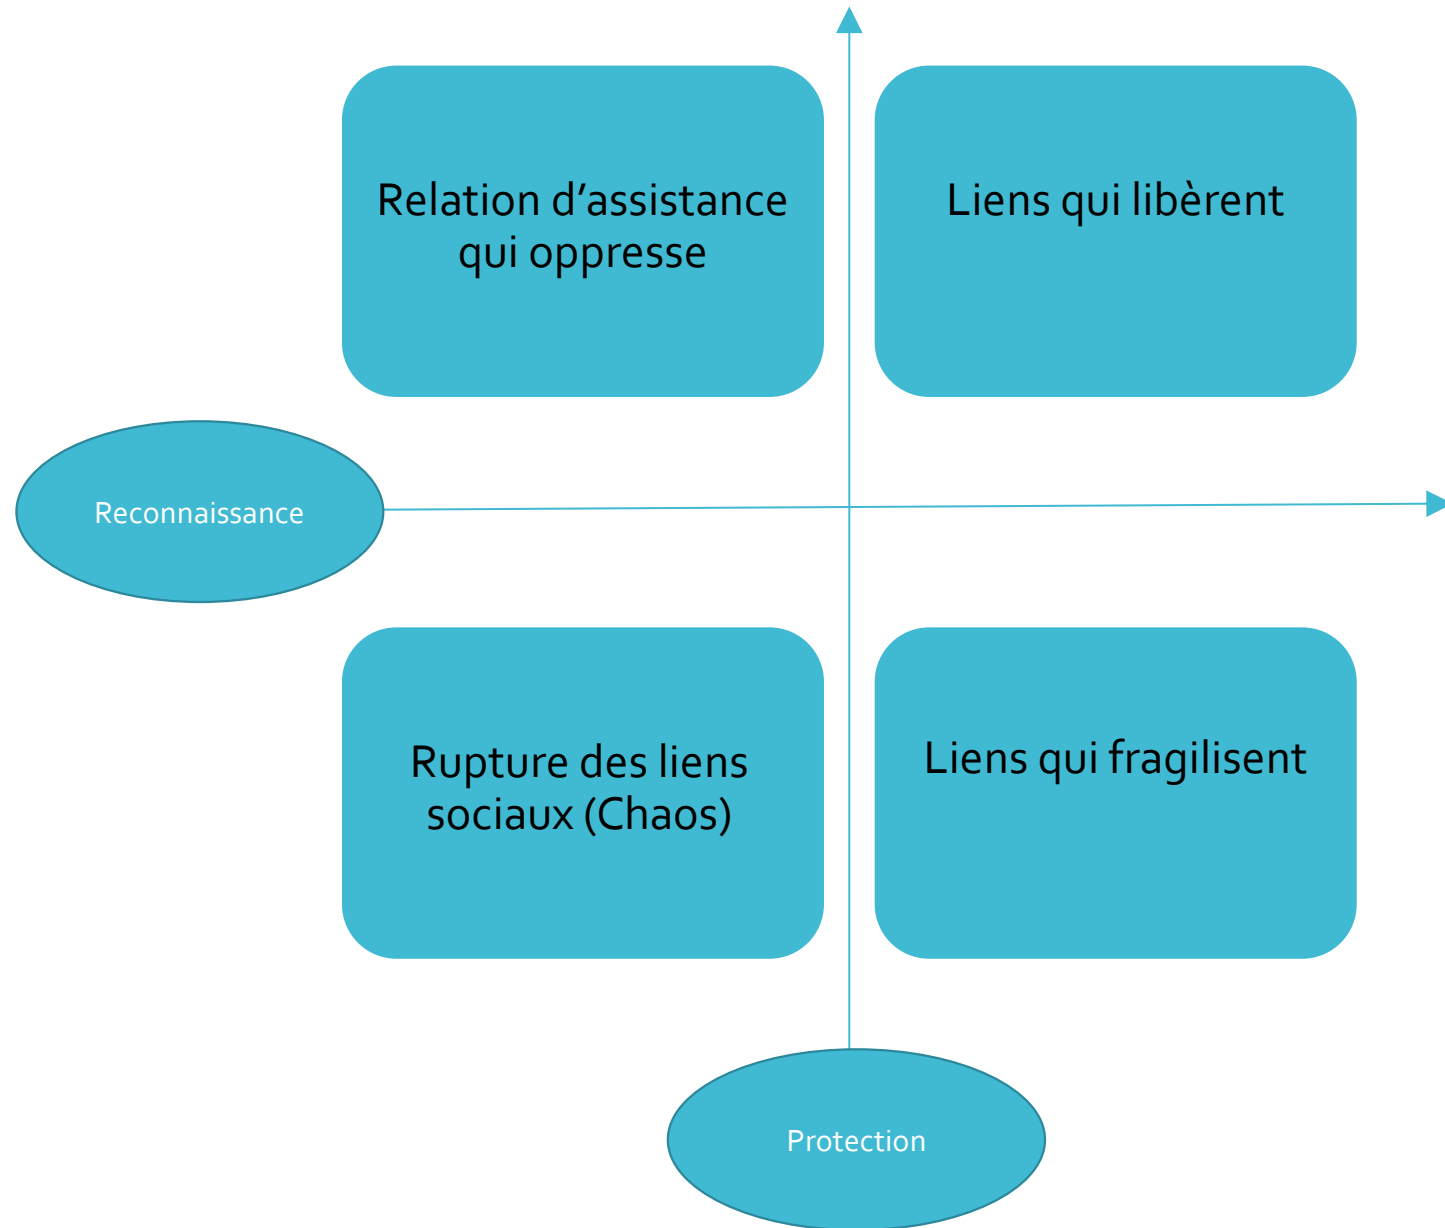 Relation d’assistance
qui oppresse
Liens qui libèrent
Reconnaissance
Rupture des liens
sociaux (Chaos)
Liens qui fragilisent
Protection